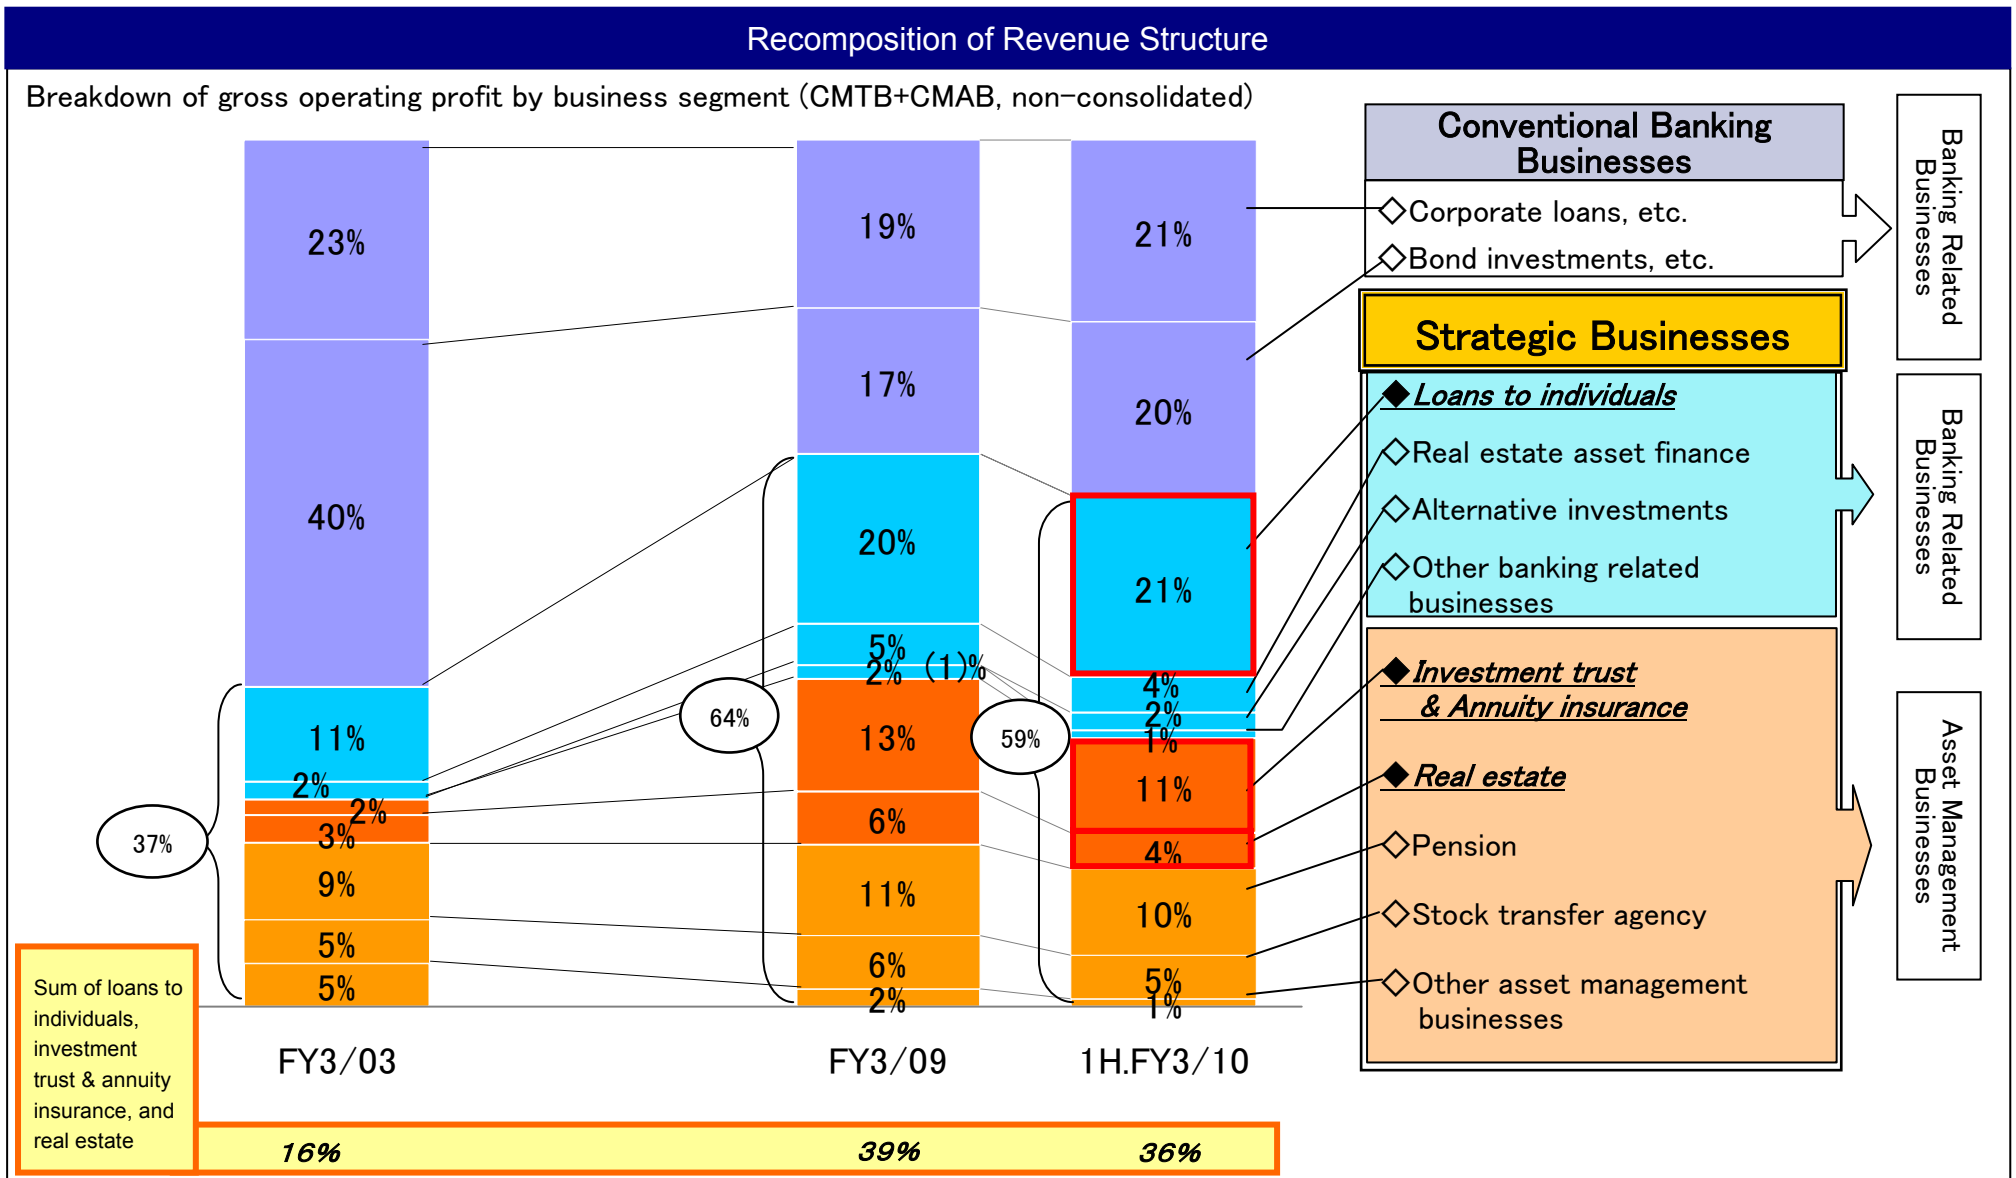 Recomposition of Revenue Structure
Breakdown of gross operating profit by business segment (CMTB+CMAB, non-consolidated)
23%
40%
11%
2%
2%
3%
9%
5%
5%
37%
19%
17%
20%
5%
2%
(1)%
13%
6%
11%
6%
2%
64%
21%
20%
21%
4%
2%
1%
11%
4%
10%
5%
1%
59%
FY3/03
FY3/09
1H.FY3/10
Conventional Banking
Businesses
◇Corporate loans, etc.
◇Bond investments, etc.
Strategic Businesses
◆Loans to individuals
◇Real estate asset finance
◇Alternative investments
◇Other banking related
businesses
◆Investment trust
& Annuity insurance
◆Real estate
◇Pension
◇Stock transfer agency
◇Other asset management
businesses
Banking Related
Businesses
Banking Related
Businesses
Asset Management
Businesses
Sum of loans to
individuals,
investment
trust & annuity
insurance, and
real estate
16%
39%
36%